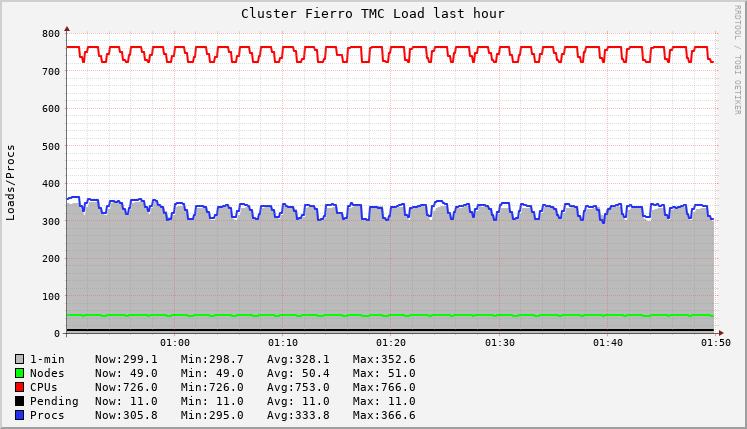 Cluster Fierro TMC Load last hour
RRDTOOL / TOBI OETIKER
Loads/Procs
800
700
600
500
400
300
200
100
0
01:00 01:10 01:20 01:30 01:40 01:50
1-min Now:299.1 Min:298.7 Avg:328.1 Max:352.6
Nodes Now: 49.0 Min: 49.0 Avg: 50.4 Max: 51.0
CPUs Now:726.0 Min:726.0 Avg:753.0 Max:766.0
Pending Now: 11.0 Min: 11.0 Avg: 11.0 Max: 11.0
Procs Now:305.8 Min:295.0 Avg:333.8 Max:366.6